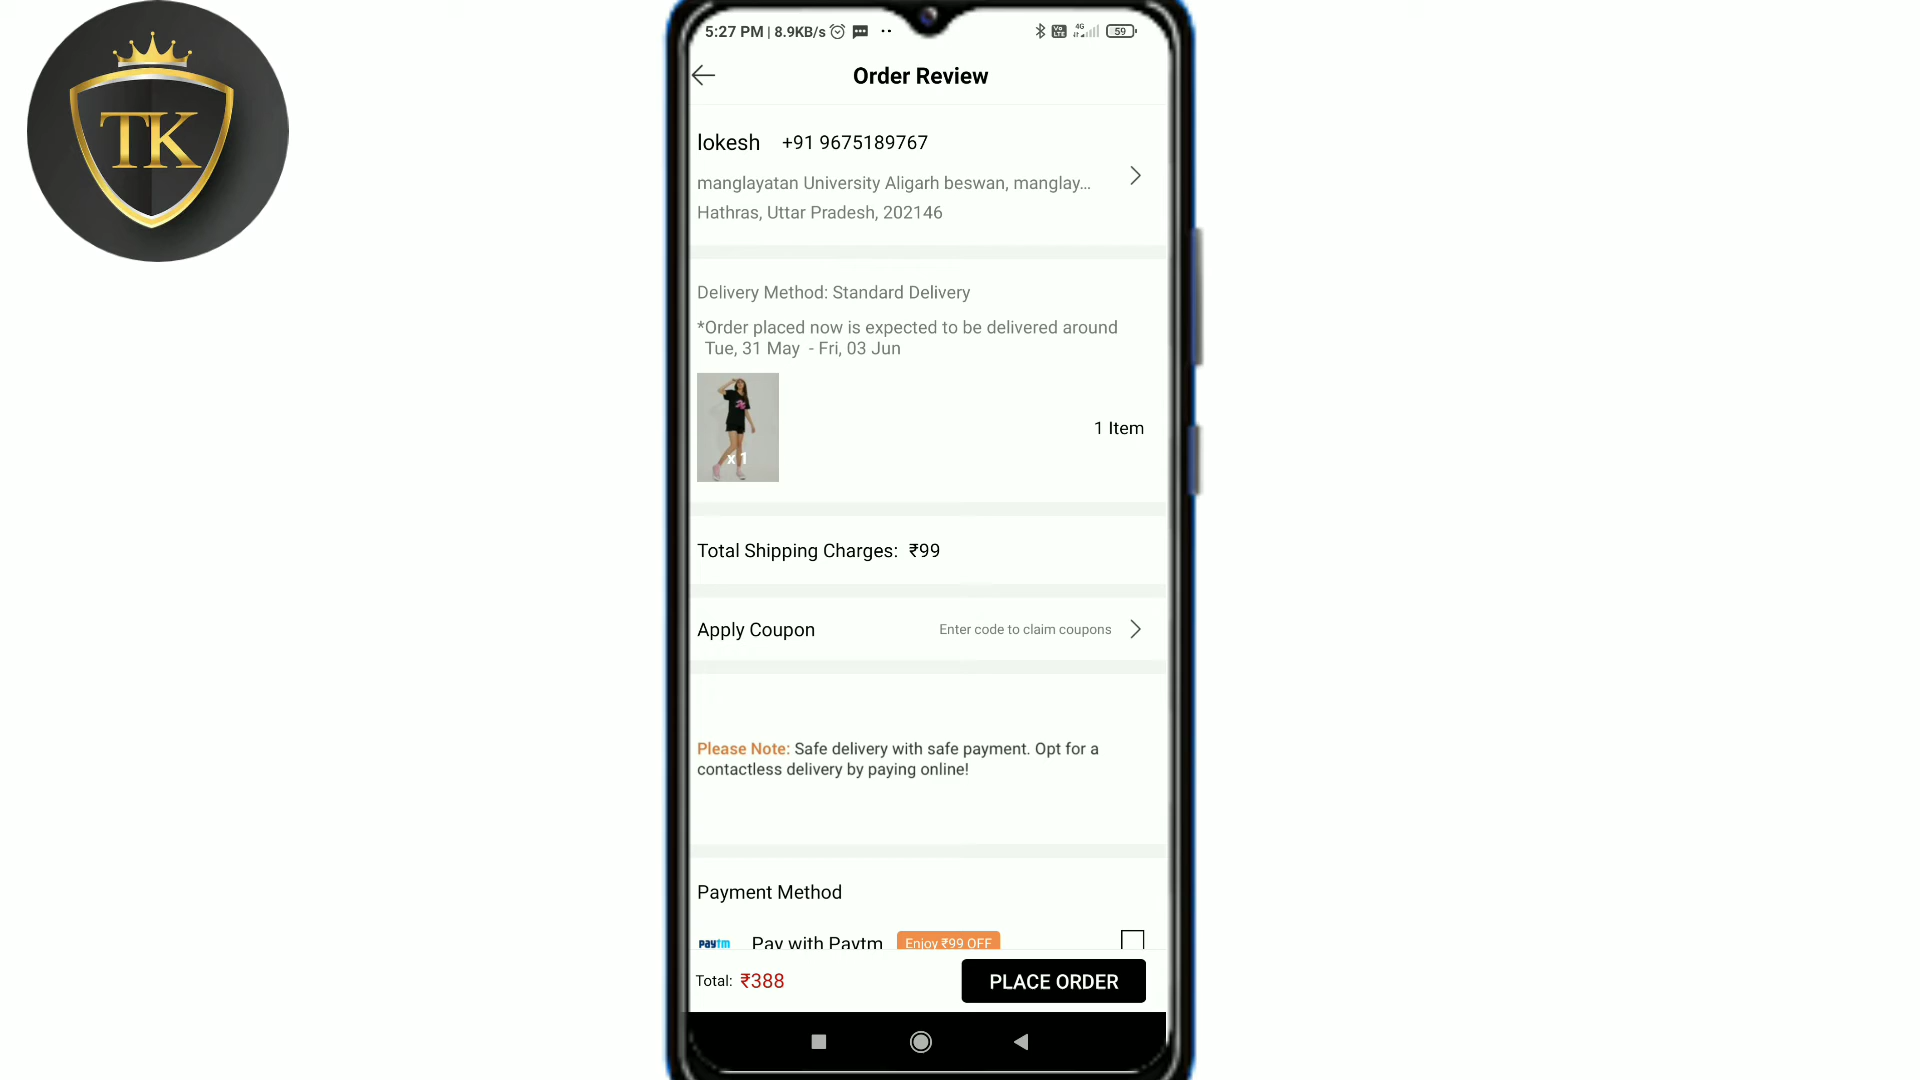 TK
5:27 PM | 8.9KB/s
4G
59
Order Review
lokesh +91 9675189767
manglayatan University Aligarh beswan, manglay...
Hathras, Uttar Pradesh, 202146
Delivery Method: Standard Delivery
*Order placed now is expected to be delivered around
Tue, 31 May - Fri, 03 Jun
x 1
1 Item
Total Shipping Charges: ₹99
Apply Coupon Enter code to claim coupons
Please Note: Safe delivery with safe payment. Opt for a
contactless delivery by paying online!
Payment Method
paytm Pay with Paytm Enjoy ₹99 OFF
Total: ₹388 PLACE ORDER